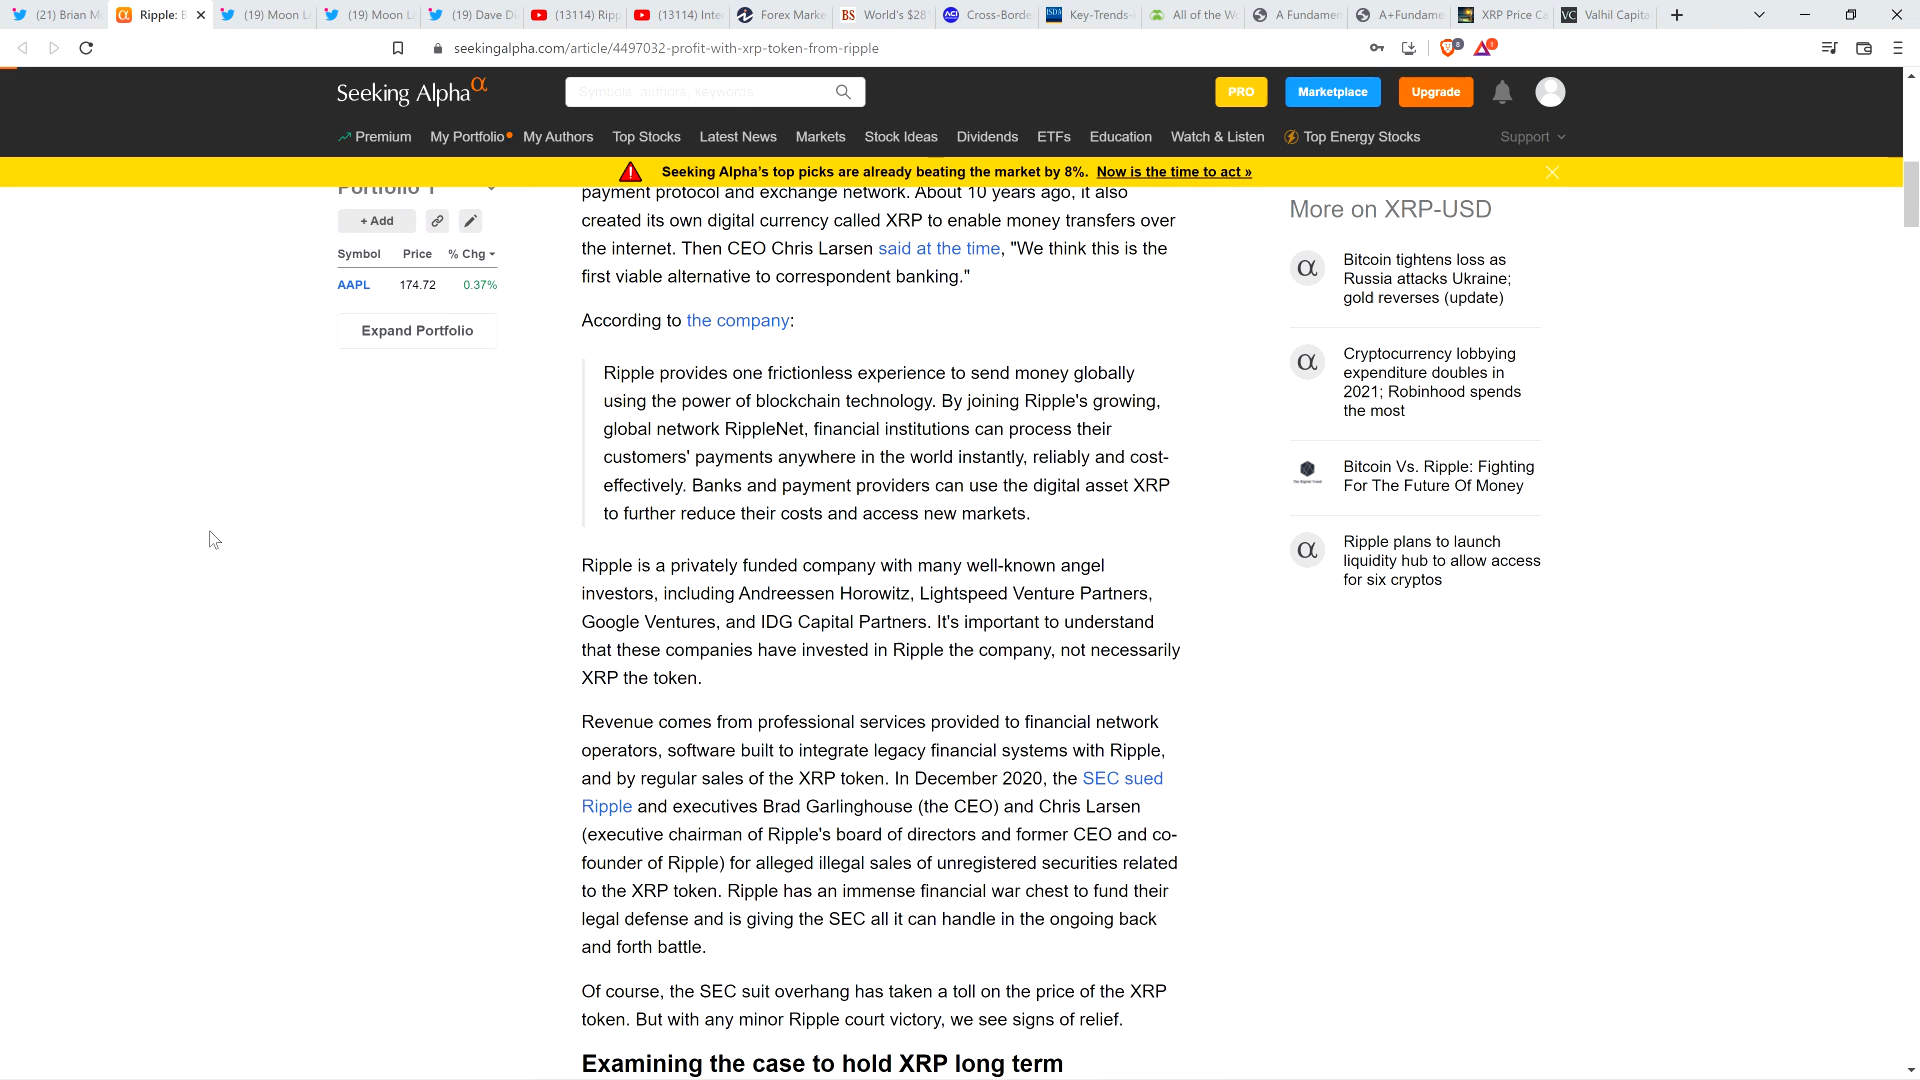 (21) Brian M
Ripple: B
(19) Moon L
(19) Moon L
(19) Dave D
(13114) Ripp
(13114) Inte
Forex Marke
BS World's $28
ACI Cross-Borde
ISDA Key-Trends-
All of the Wo
A Fundamen
A+Fundame
XRP Price Ca
VC Valhil Capita
seekingalpha.com/article/4497032-profit-with-xrp-token-from-ripple
8
1
Seeking Alpha α
Symbols, authors, keywords
PRO
Marketplace
Upgrade
Premium
My Portfolio
My Authors
Top Stocks
Latest News
Markets
Stock Ideas
Dividends
ETFs
Education
Watch & Listen
Top Energy Stocks
Support
Seeking Alpha's top picks are already beating the market by 8%. Now is the time to act »
Portfolio 1
+ Add
Symbol Price % Chg
AAPL 174.72 0.37%
Expand Portfolio
payment protocol and exchange network. About 10 years ago, it also
created its own digital currency called XRP to enable money transfers over
the internet. Then CEO Chris Larsen said at the time, "We think this is the
first viable alternative to correspondent banking."
According to the company:
Ripple provides one frictionless experience to send money globally
using the power of blockchain technology. By joining Ripple's growing,
global network RippleNet, financial institutions can process their
customers' payments anywhere in the world instantly, reliably and cost-
effectively. Banks and payment providers can use the digital asset XRP
to further reduce their costs and access new markets.
Ripple is a privately funded company with many well-known angel
investors, including Andreessen Horowitz, Lightspeed Venture Partners,
Google Ventures, and IDG Capital Partners. It's important to understand
that these companies have invested in Ripple the company, not necessarily
XRP the token.
Revenue comes from professional services provided to financial network
operators, software built to integrate legacy financial systems with Ripple,
and by regular sales of the XRP token. In December 2020, the SEC sued
Ripple and executives Brad Garlinghouse (the CEO) and Chris Larsen
(executive chairman of Ripple's board of directors and former CEO and co-
founder of Ripple) for alleged illegal sales of unregistered securities related
to the XRP token. Ripple has an immense financial war chest to fund their
legal defense and is giving the SEC all it can handle in the ongoing back
and forth battle.
Of course, the SEC suit overhang has taken a toll on the price of the XRP
token. But with any minor Ripple court victory, we see signs of relief.
Examining the case to hold XRP long term
More on XRP-USD
α
Bitcoin tightens loss as
Russia attacks Ukraine;
gold reverses (update)
α
Cryptocurrency lobbying
expenditure doubles in
2021; Robinhood spends
the most
Bitcoin Vs. Ripple: Fighting
For The Future Of Money
α
Ripple plans to launch
liquidity hub to allow access
for six cryptos